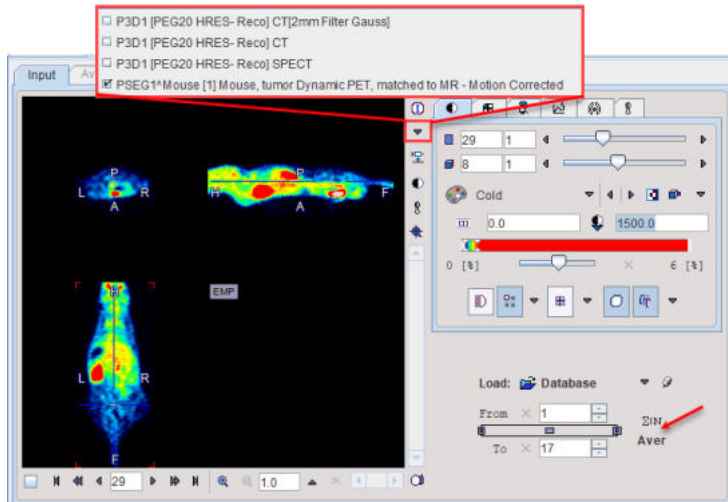 P3D1 [PEG20 HRES- Reco] CT[2mm Filter Gauss]
P3D1 [PEG20 HRES- Reco] CT
P3D1 [PEG20 HRES- Reco] SPECT
PSEG1^Mouse [1] Mouse, tumor Dynamic PET, matched to MR - Motion Corrected
Input
Av
P
L R
A
P
H F
A
H
L R
F
EMP
29 1
8 1
Cold
0.0 1500.0
0 [%] 6 [%]
Load: Database
From 1
To 17
ΣIN
Aver
29 1.0